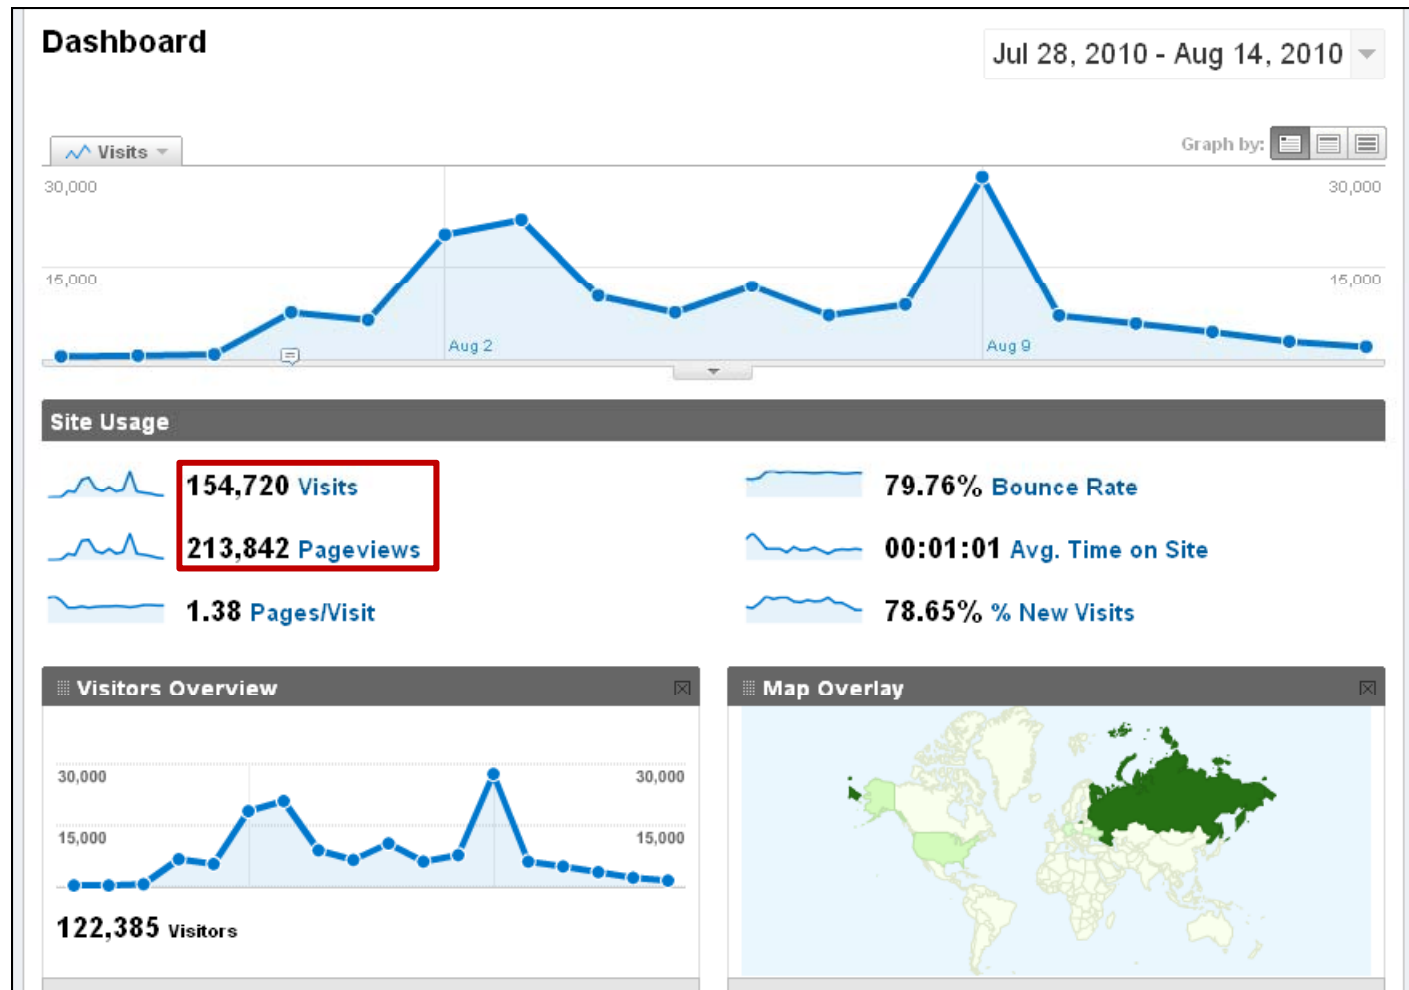 Dashboard
Jul 28, 2010 - Aug 14, 2010
Visits
Graph by:
30,000
30,000
15,000
15,000
Aug 2
Aug 9
Site Usage
154,720 Visits
79.76% Bounce Rate
213,842 Pageviews
00:01:01 Avg. Time on Site
1.38 Pages/Visit
78.65% % New Visits
Visitors Overview
Map Overlay
30,000
30,000
15,000
15,000
122,385 Visitors